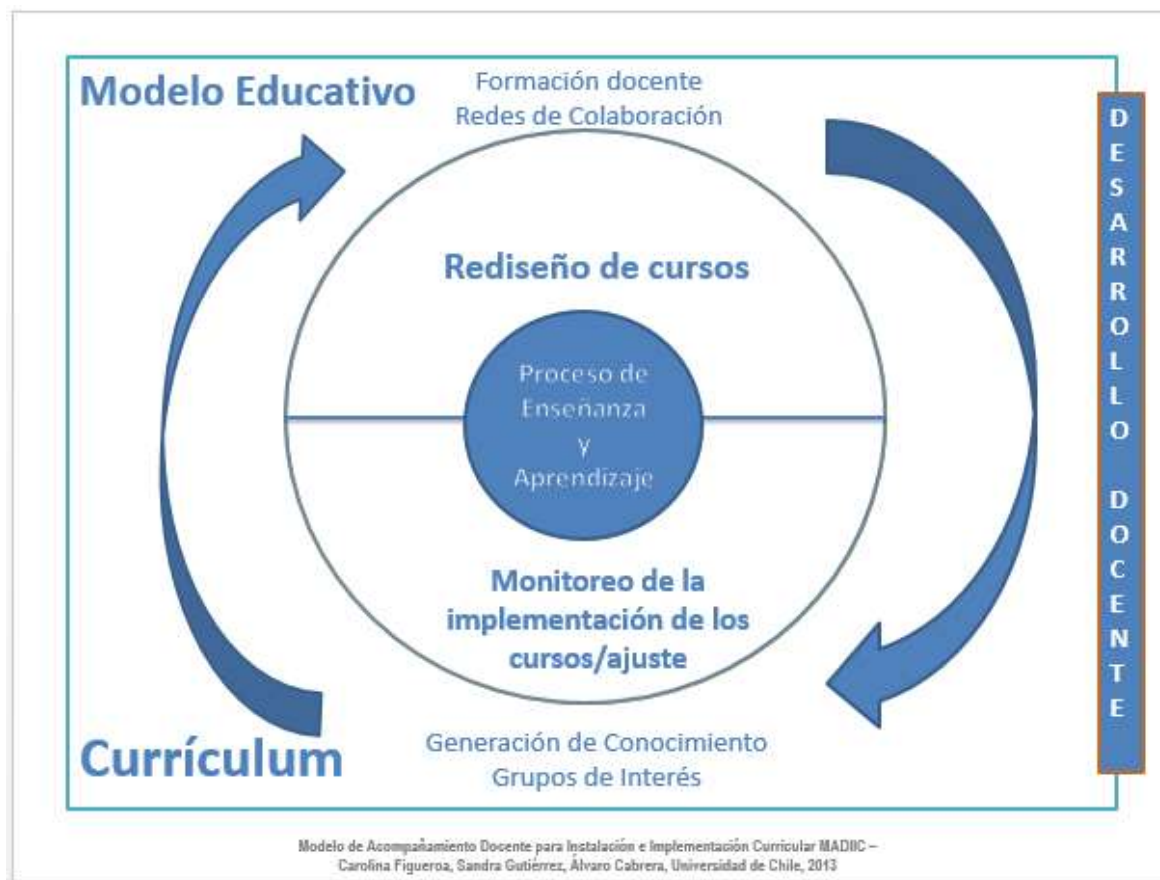 Modelo Educativo
Formación docente
Redes de Colaboración
Rediseño de cursos
Proceso de
Enseñanza
y
Aprendizaje
Monitoreo de la
implementación de los
cursos/ajuste
Currículum
Generación de Conocimiento
Grupos de Interés
DESARROLLO DOCENTE
Modelo de Acompañamiento Docente para Instalación e Implementación Curricular MADIIC –
Carolina Figueroa, Sandra Gutiérrez, Álvaro Cabrera, Universidad de Chile, 2013